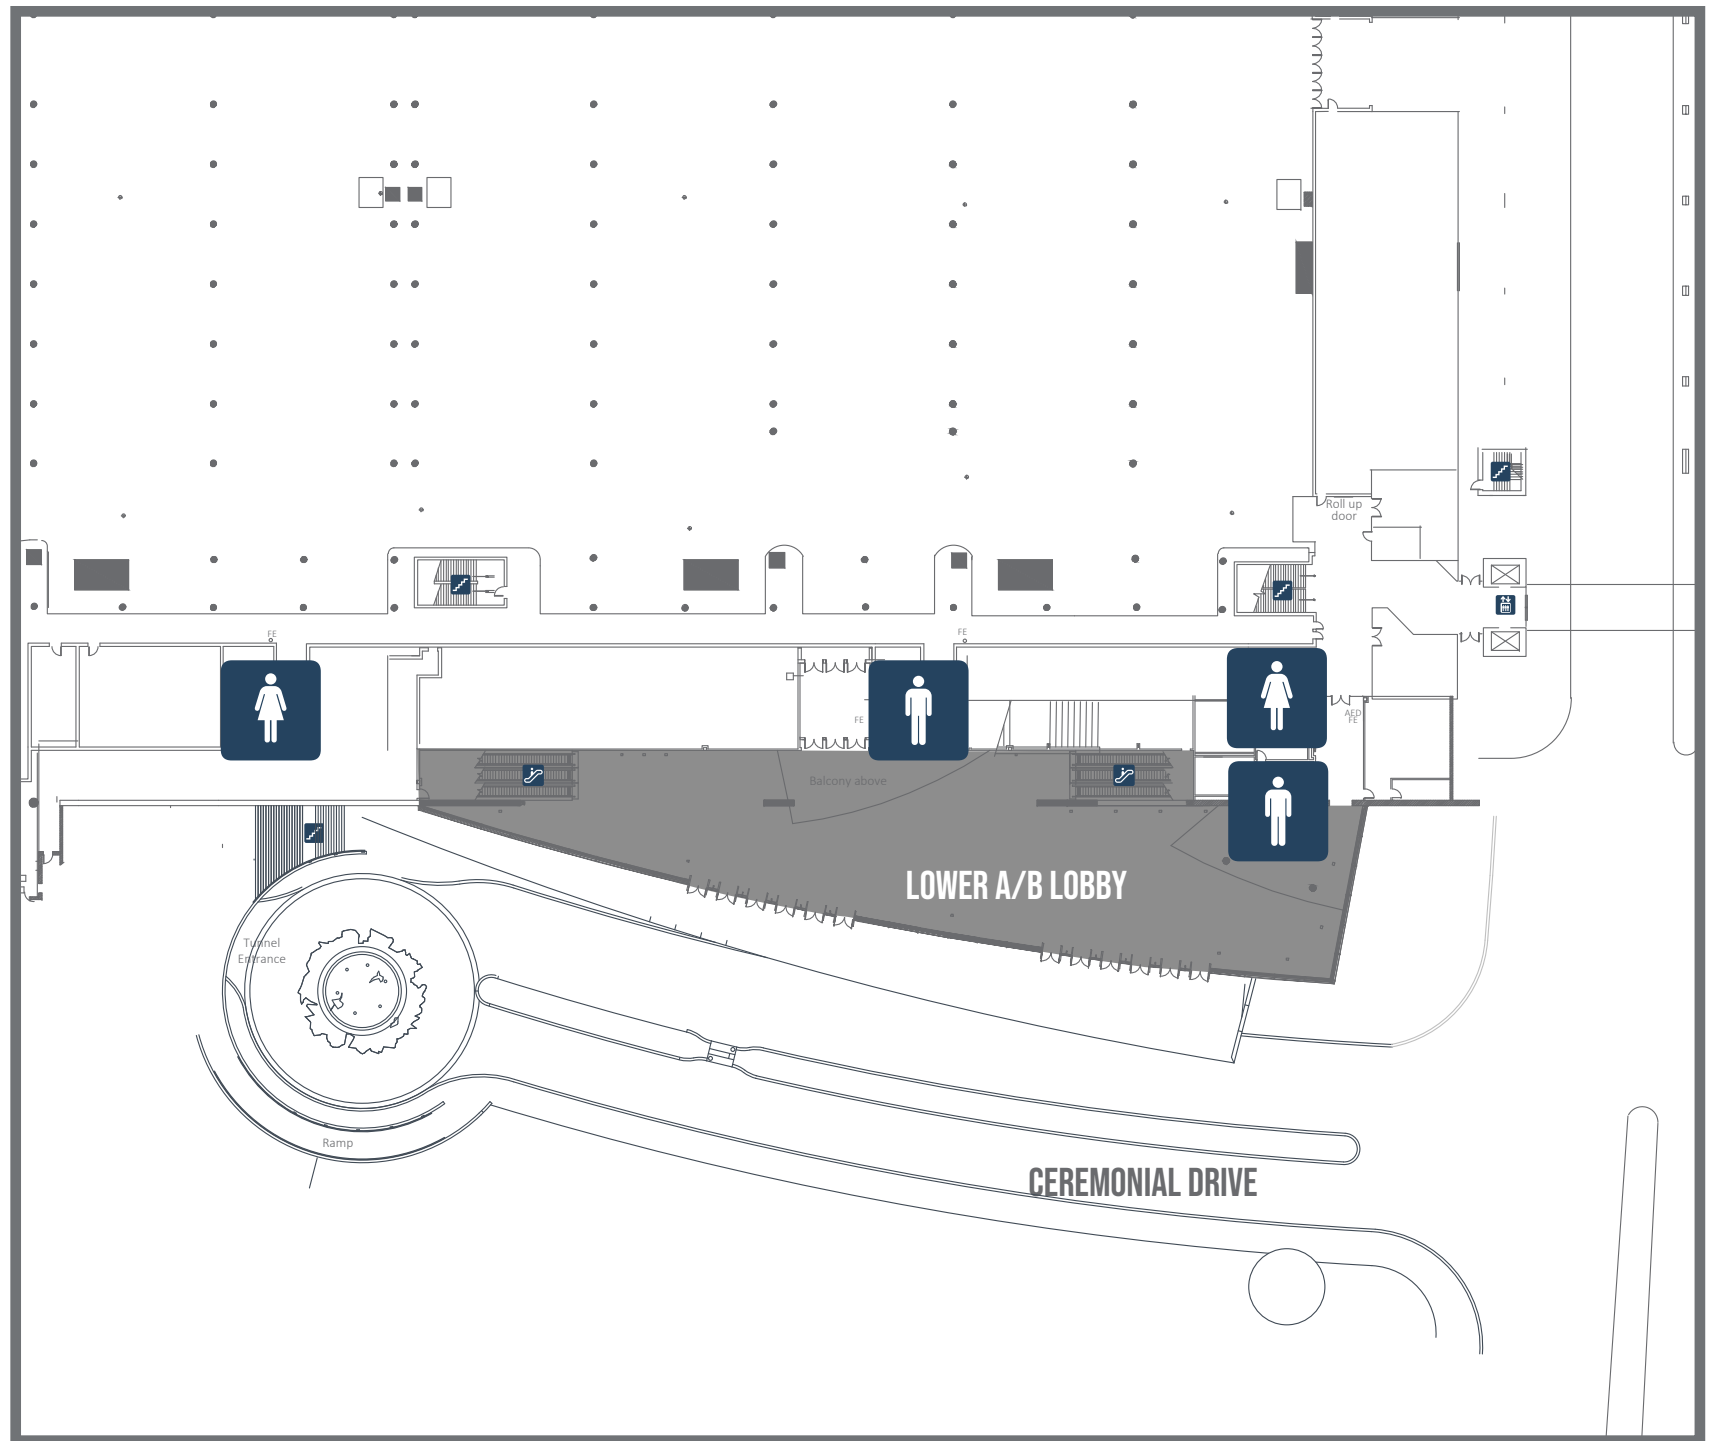 Roll up
door
FE
FE
FE
AED
FE
Balcony above
LOWER A/B LOBBY
Tunnel
Entrance
Ramp
CEREMONIAL DRIVE